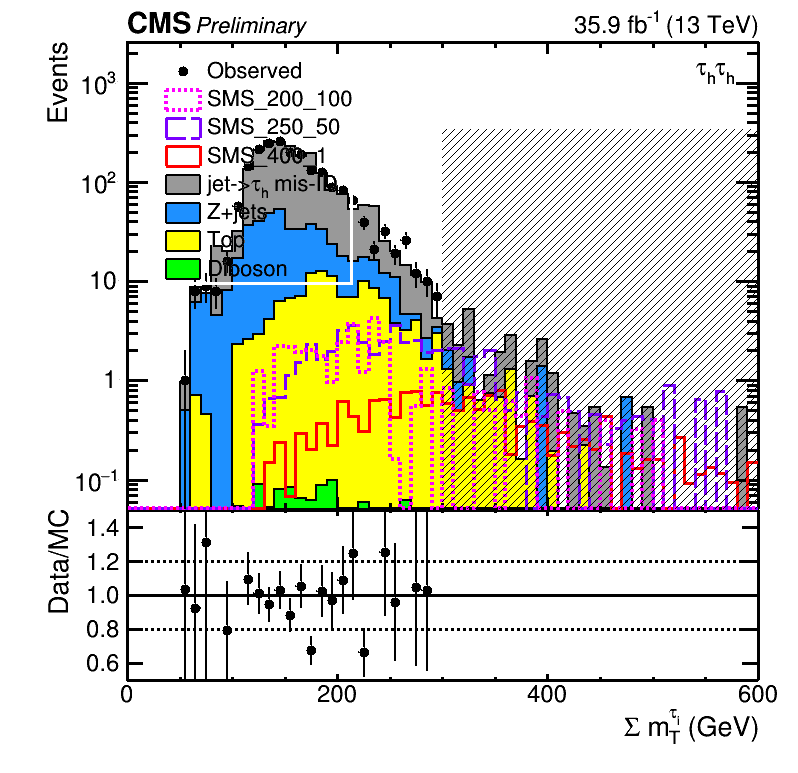 CMS Preliminary 35.9 fb⁻¹ (13 TeV)
τₕτₕ
Events
10³
10²
10
1
10⁻¹
Observed
SMS_200_100
SMS_250_50
SMS_400_1
jet->τₕ mis-ID
Z+jets
Top
Diboson
Data/MC
1.4
1.2
1.0
0.8
0.6
0 200 400 600
Σ m_T^{τ_i} (GeV)